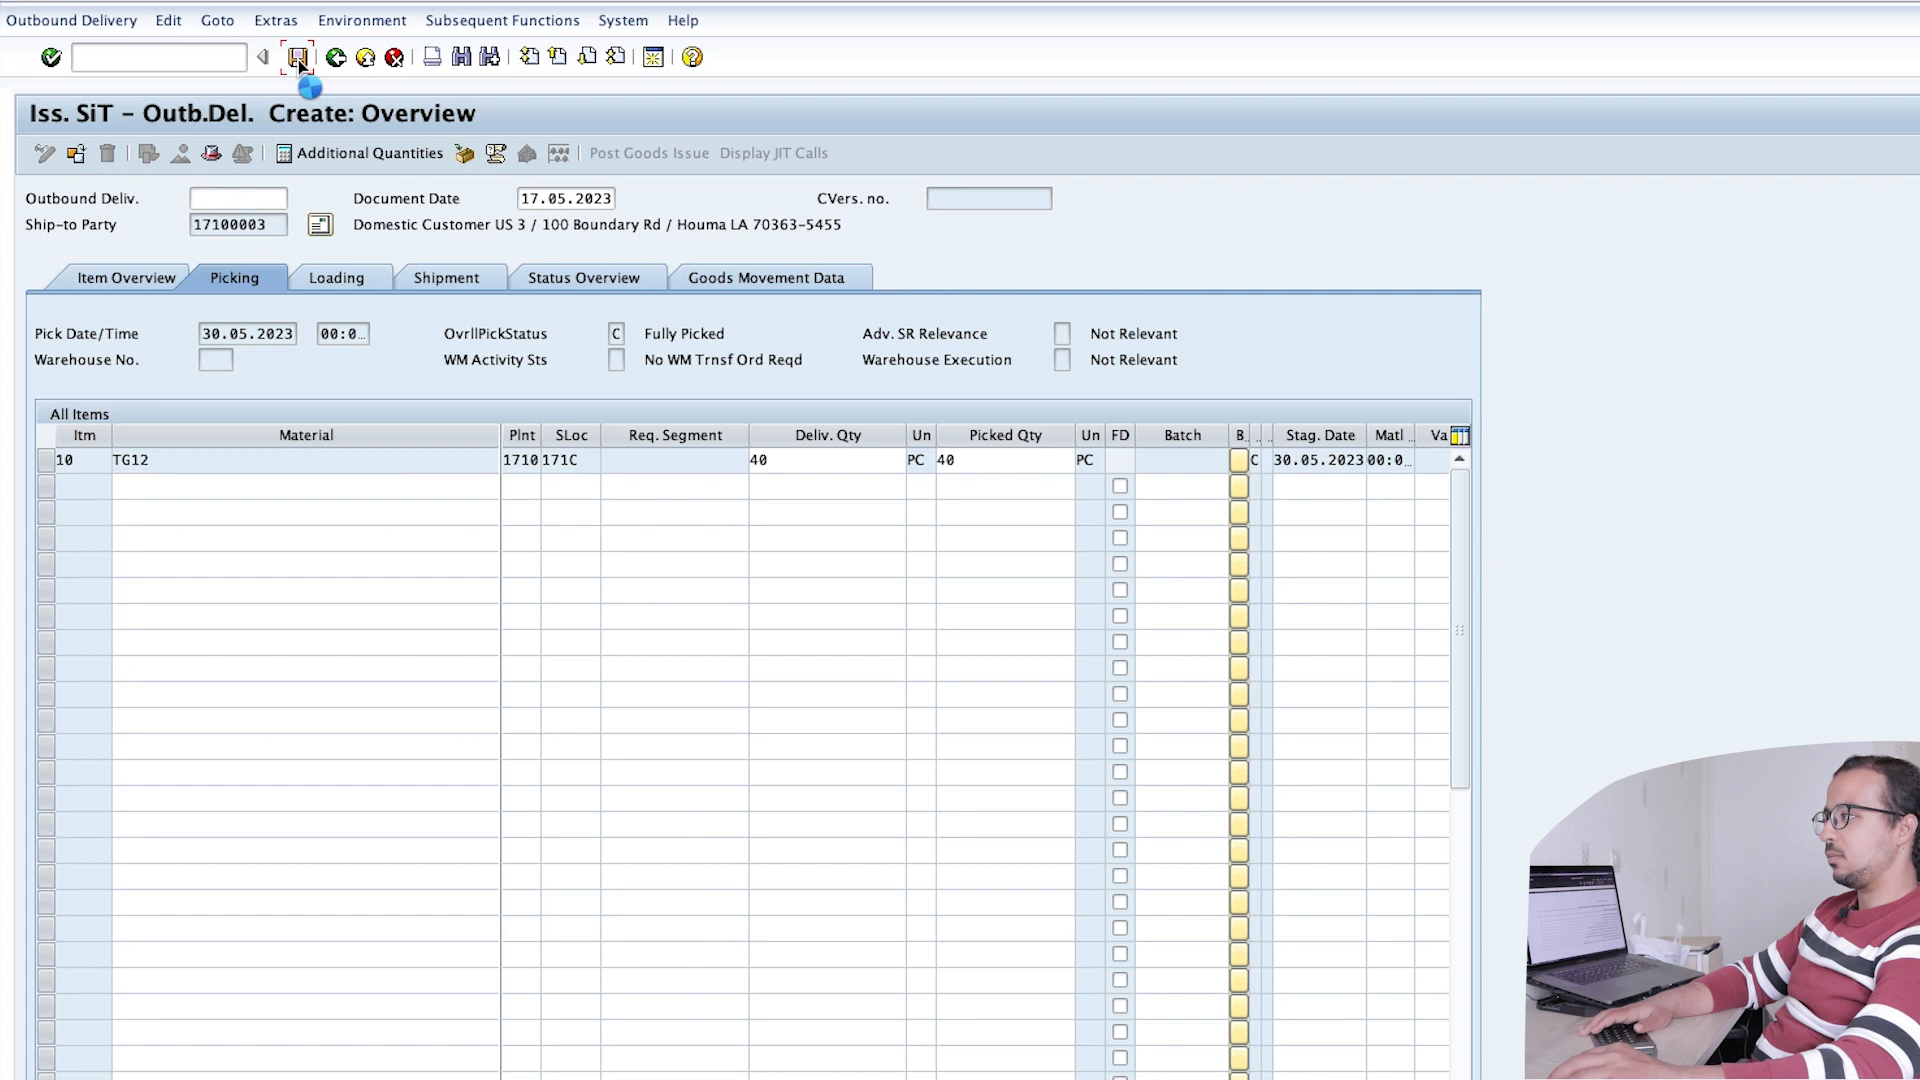 Outbound Delivery Edit Goto Extras Environment Subsequent Functions System Help
Iss. SiT - Outb.Del. Create: Overview
Additional Quantities Post Goods Issue Display JIT Calls
Outbound Deliv. Document Date 17.05.2023 CVers. no.
Ship-to Party 17100003 Domestic Customer US 3 / 100 Boundary Rd / Houma LA 70363-5455
Item Overview Picking Loading Shipment Status Overview Goods Movement Data
Pick Date/Time 30.05.2023 00:0… OvrllPickStatus C Fully Picked Adv. SR Relevance Not Relevant
Warehouse No. WM Activity Sts No WM Trnsf Ord Reqd Warehouse Execution Not Relevant
All Items
Itm Material Plnt SLoc Req. Segment Deliv. Qty Un Picked Qty Un FD Batch B.. .. .. Stag. Date Matl … Va
10 TG12 1710 171C 40 PC 40 PC C 30.05.2023 00:0…